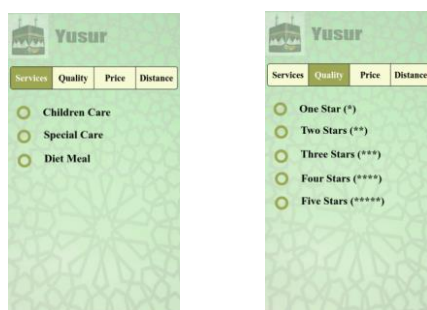 Yusur
Services Quality Price Distance
Children Care
Special Care
Diet Meal
Yusur
Services Quality Price Distance
One Star (*)
Two Stars (**)
Three Stars (***)
Four Stars (****)
Five Stars (*****)